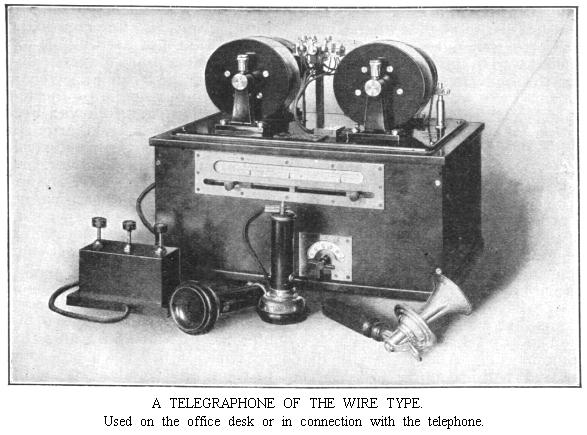 A TELEGRAPHONE OF THE WIRE TYPE.
Used on the office desk or in connection with the telephone.